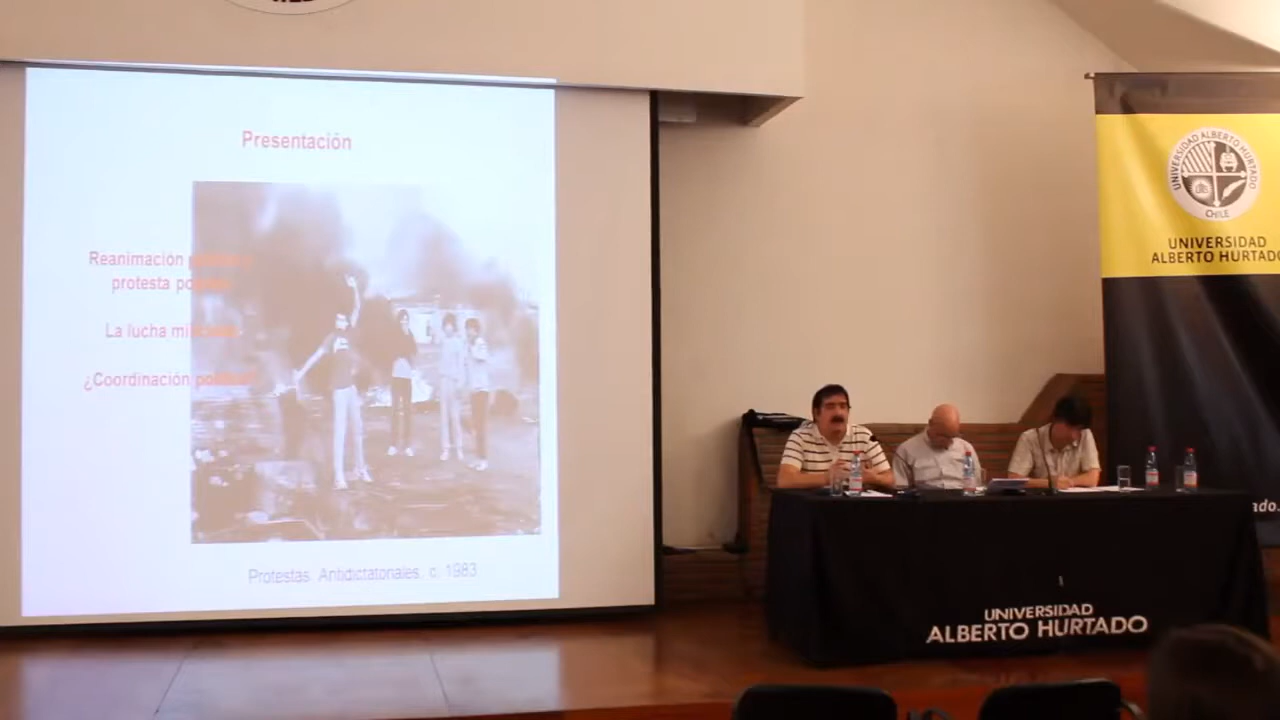 Presentación
Reanimación
protesta
La lucha
¿Coordinación
Protestas. Antidictatoriales. c. 1983
UNIVERSIDAD ALBERTO HURTADO
CHILE
UNIVERSIDAD
ALBERTO HURTADO
ado.
UNIVERSIDAD
ALBERTO HURTADO